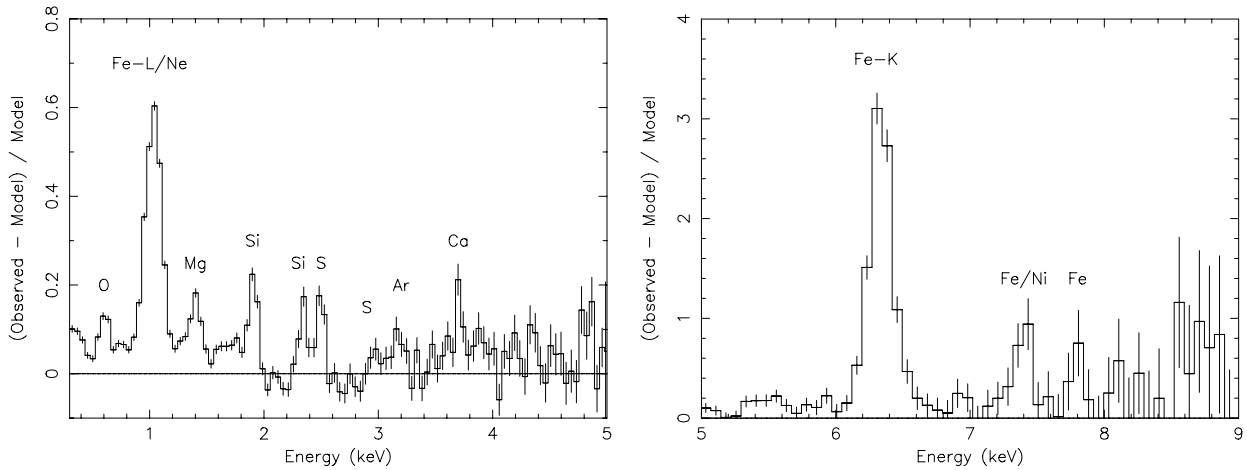 (Observed − Model) / Model
0.8
0.6
0.4
0.2
0
Fe−L/Ne
O
Mg
Si
Si
S
S
Ar
Ca
1
2
3
4
5
Energy (keV)
(Observed − Model) / Model
4
3
2
1
0
Fe−K
Fe/Ni
Fe
5
6
7
8
9
Energy (keV)